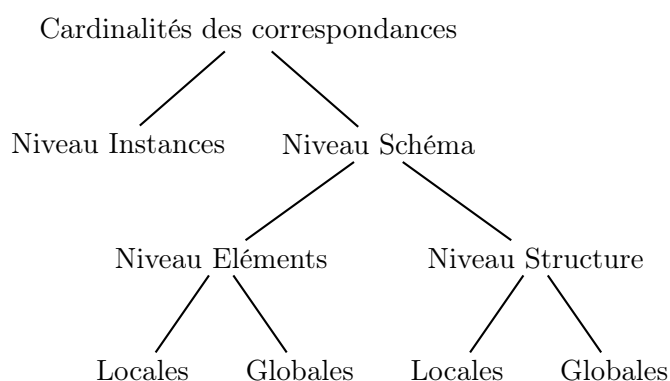 Cardinalités des correspondances
Niveau Instances Niveau Schéma
Niveau Eléments Niveau Structure
Locales Globales Locales Globales